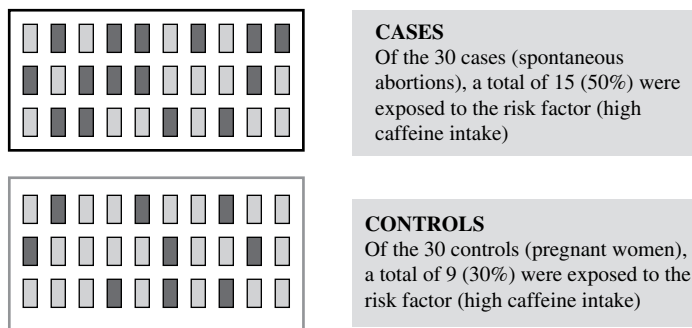 CASES
Of the 30 cases (spontaneous
abortions), a total of 15 (50%) were
exposed to the risk factor (high
caffeine intake)
CONTROLS
Of the 30 controls (pregnant women),
a total of 9 (30%) were exposed to the
risk factor (high caffeine intake)